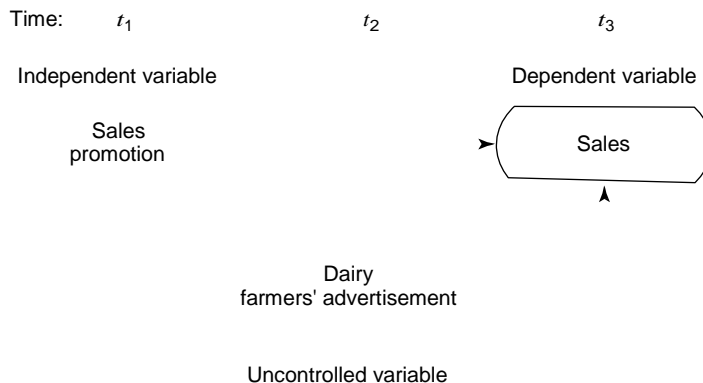 Time: t1 t2 t3
Independent variable Dependent variable
Sales
promotion
Sales
Dairy
farmers' advertisement
Uncontrolled variable